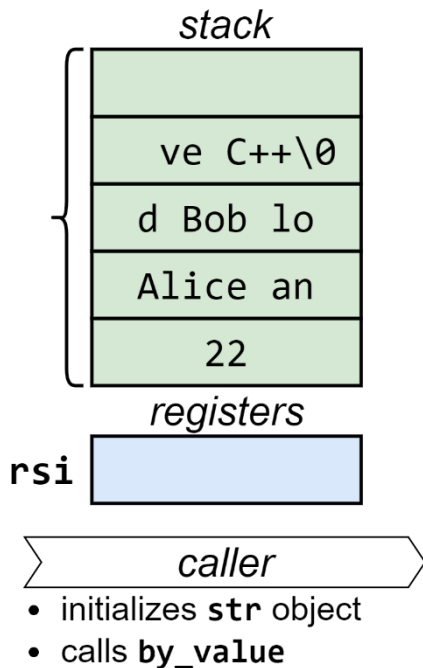 stack
ve C++\0
d Bob lo
Alice an
22
registers
rsi
caller
• initializes str object
• calls by_value